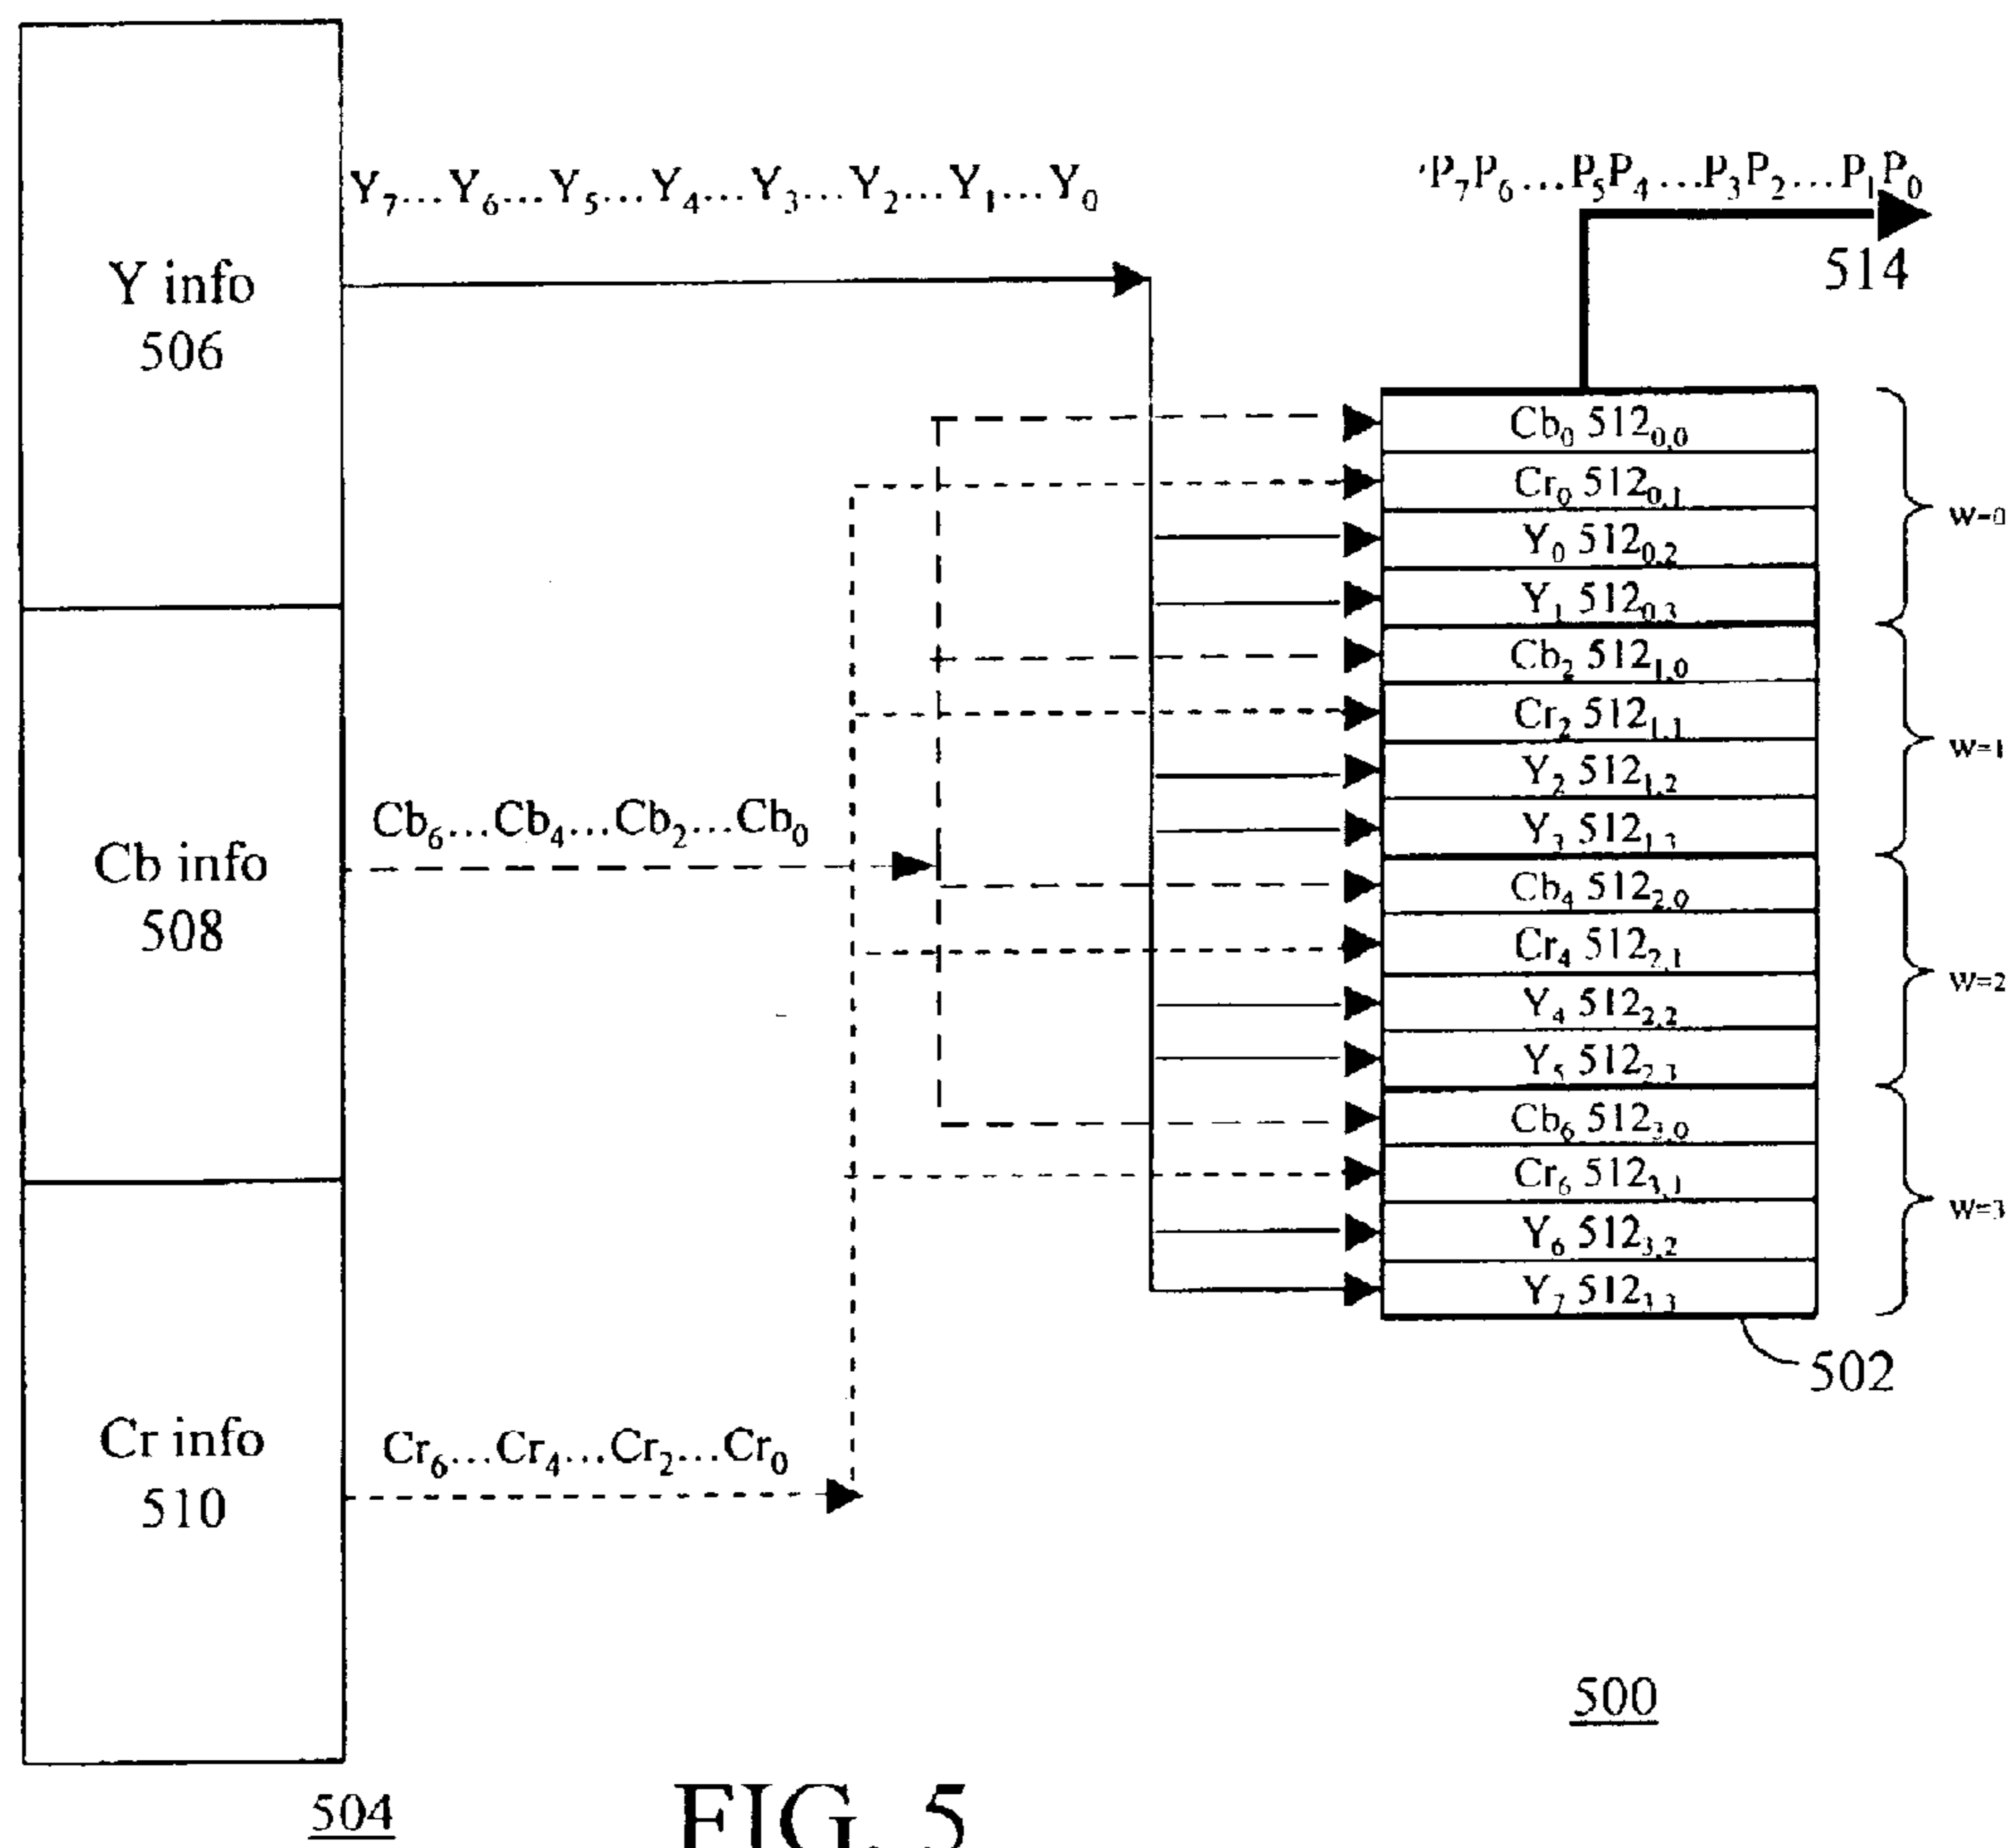 Y₇...Y₆...Y₅...Y₄...Y₃...Y₂...Y₁...Y₀
P₇P₆...P₅P₄...P₃P₂...P₁P₀
514
Y info
506
Cb₀ 512₀,₀
Cr₀ 512₀,₁
Y₀ 512₀,₂
Y₁ 512₀,₃
w=0
Cb₂ 512₁,₀
Cr₂ 512₁,₁
Y₂ 512₁,₂
Y₃ 512₁,₃
w=1
Cb₆...Cb₄...Cb₂...Cb₀
Cb info
508
Cb₄ 512₂,₀
Cr₄ 512₂,₁
Y₄ 512₂,₂
Y₅ 512₂,₃
w=2
Cb₆ 512₃,₀
Cr₆ 512₃,₁
Y₆ 512₃,₂
Y₇ 512₃,₃
w=3
502
Cr₆...Cr₄...Cr₂...Cr₀
Cr info
510
500
504
FIG. 5